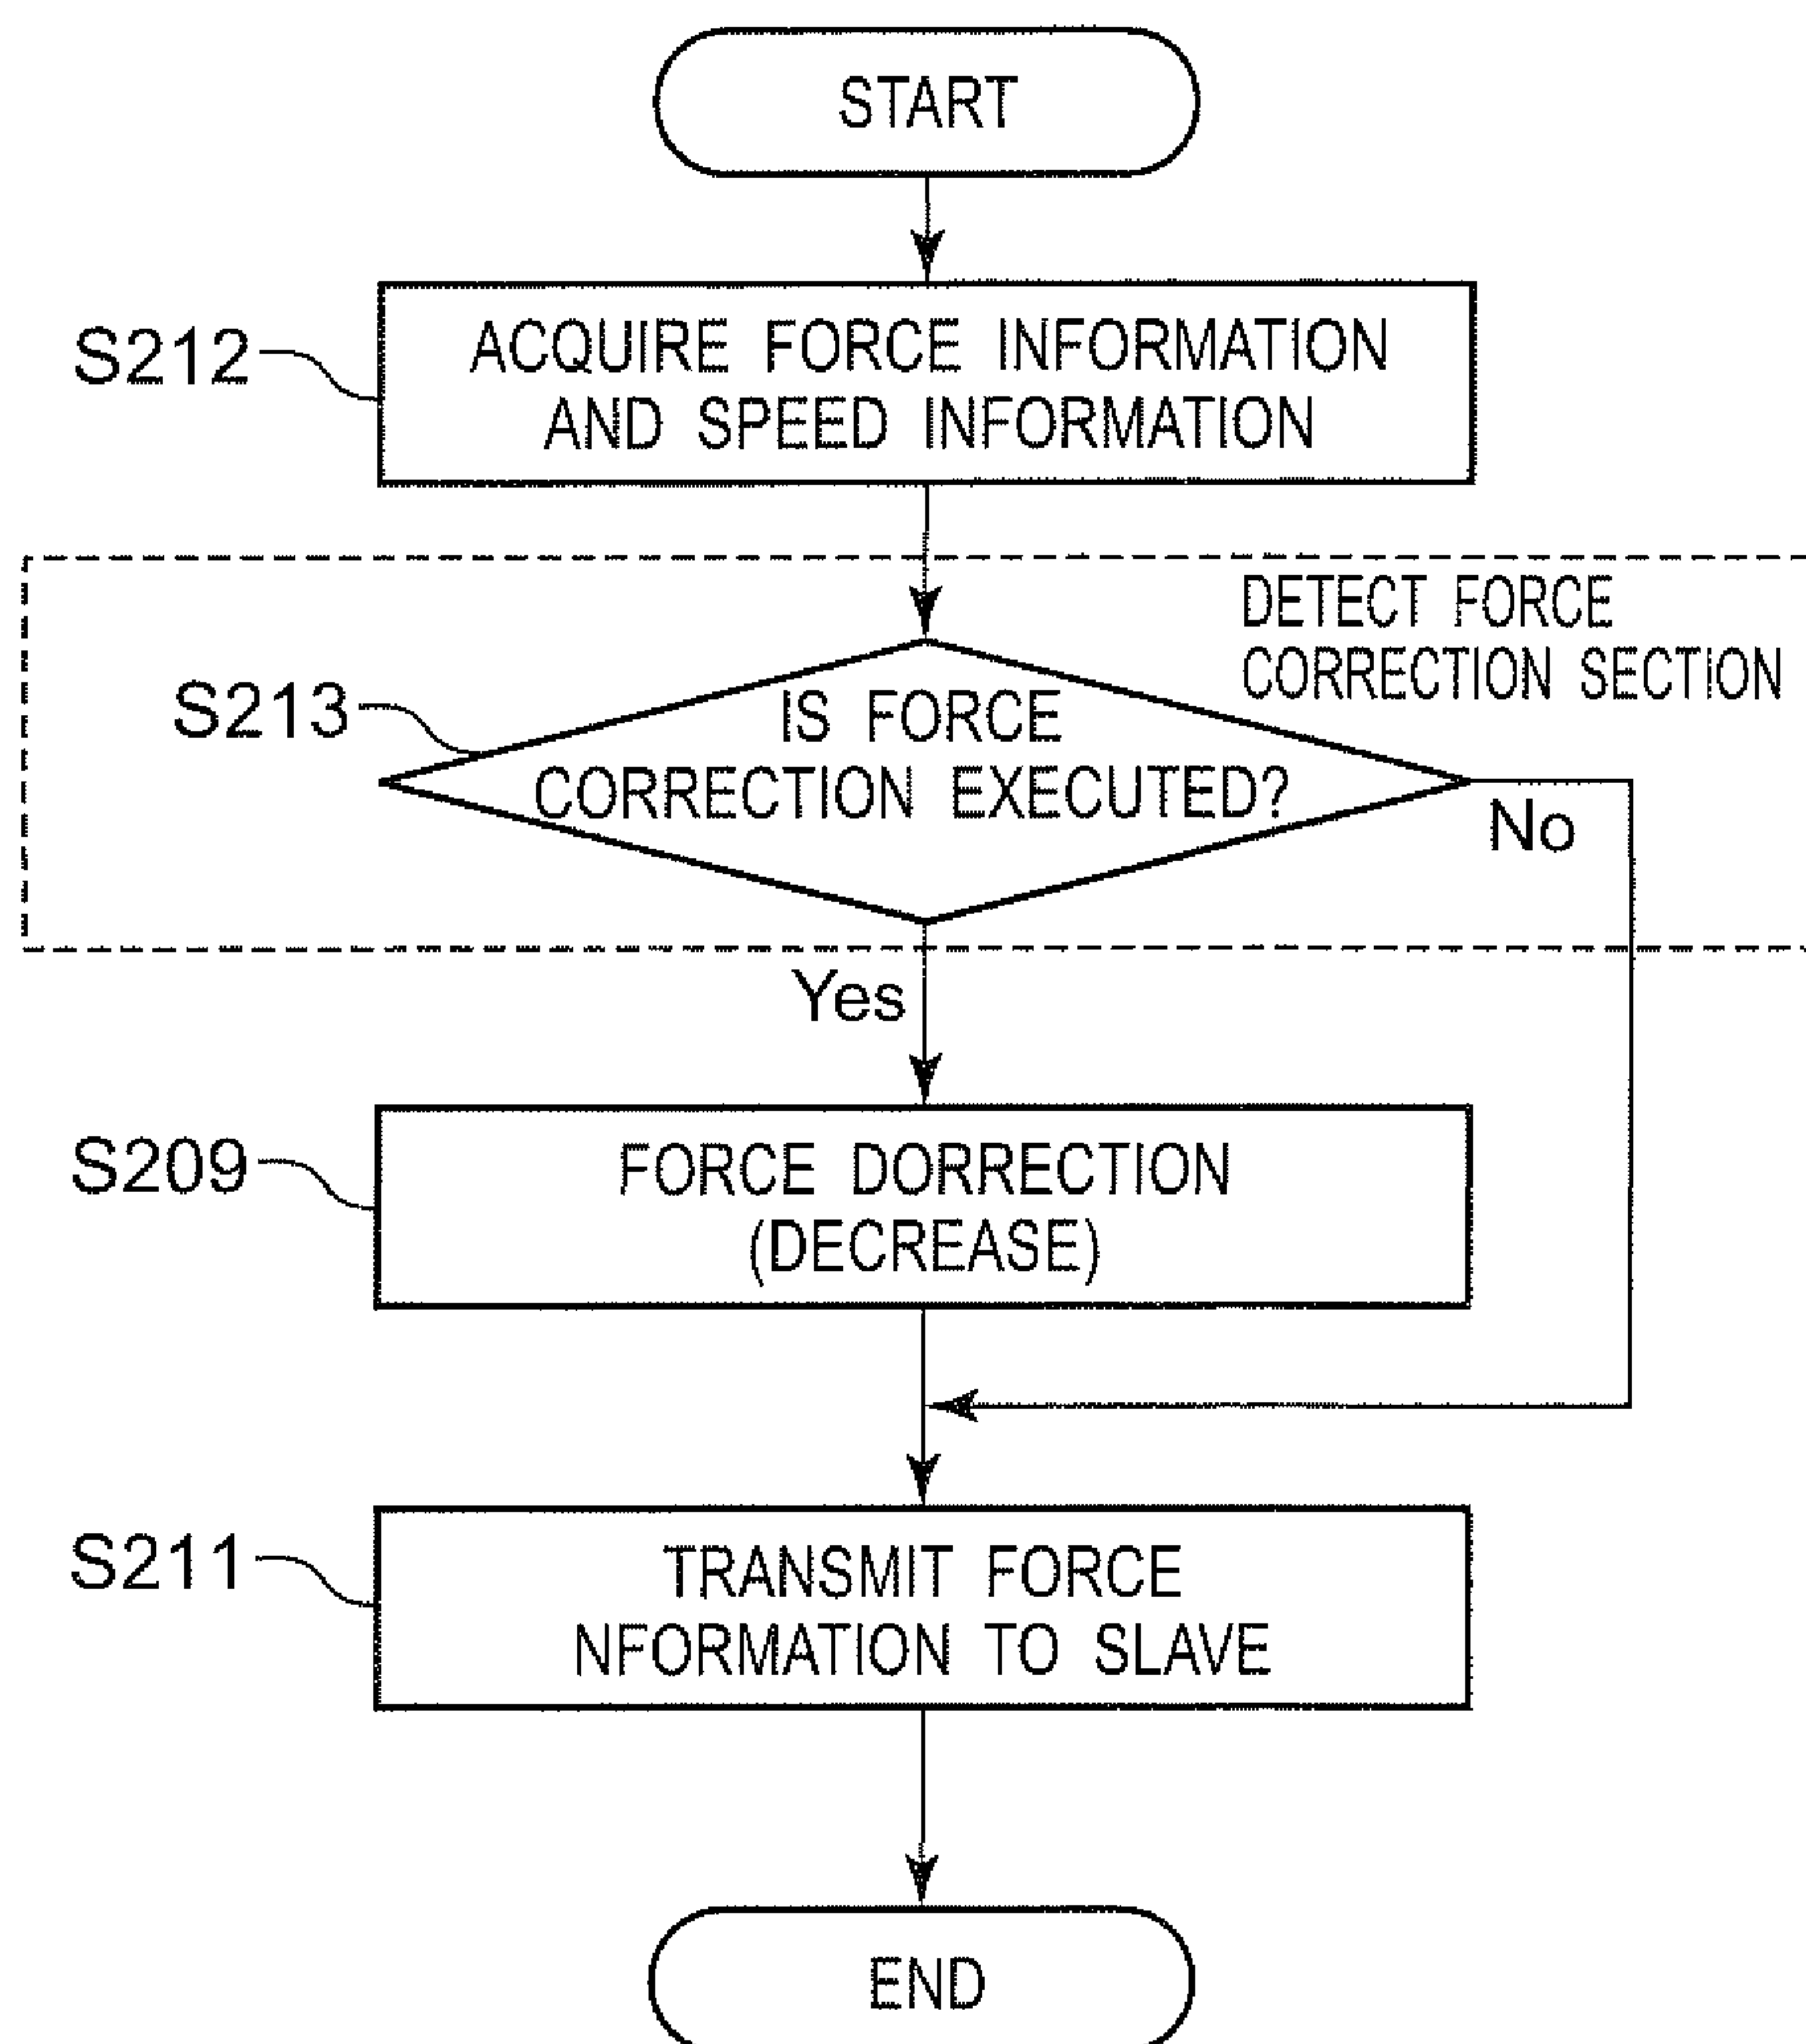 START
S212
ACQUIRE FORCE INFORMATION
AND SPEED INFORMATION
DETECT FORCE
CORRECTION SECTION
S213
IS FORCE
CORRECTION EXECUTED?
No
Yes
S209
FORCE DORRECTION
(DECREASE)
S211
TRANSMIT FORCE
NFORMATION TO SLAVE
END